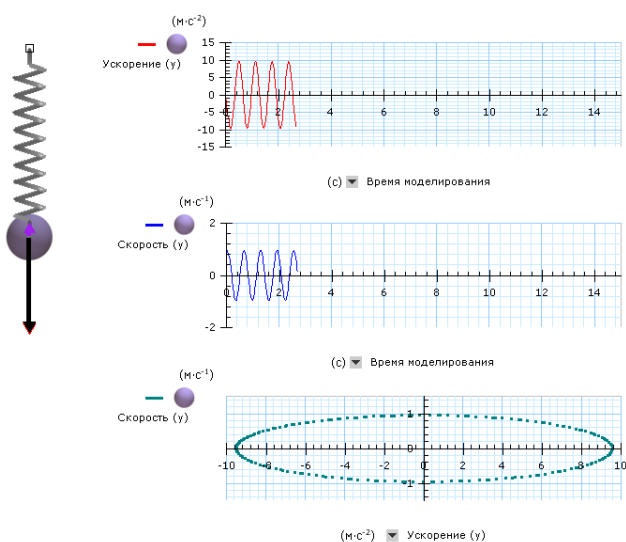 (м·с-2)
Ускорение (y)
15
10
5
0
-5
-10
-15
0 2 4 6 8 10 12 14
(с) Время моделирования
(м·с-1)
Скорость (y)
2
0
-2
0 2 4 6 8 10 12 14
(с) Время моделирования
(м·с-1)
Скорость (y)
1
0
-1
-10 -8 -6 -4 -2 0 2 4 6 8 10
(м·с-2) Ускорение (y)